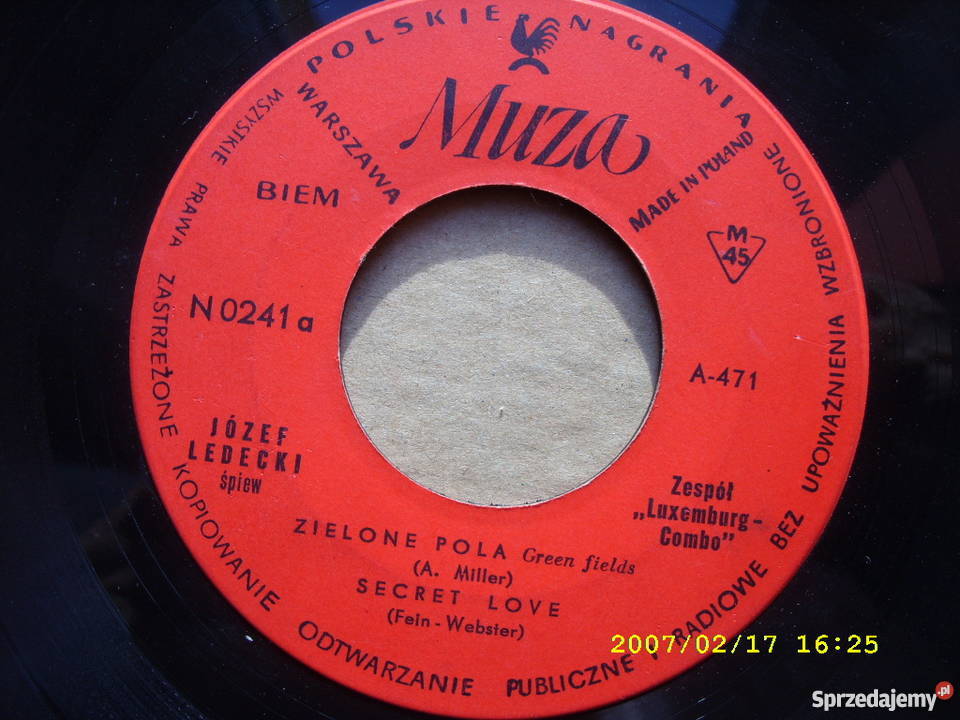 POLSKIE NAGRANIA
WARSZAWA
Muza
MADE IN POLAND
BIEM
M
45
N0241a
A-471
JÓZEF
LEDECKI
śpiew
Zespół
„Luxemburg-
Combo”
ZIELONE POLA Green fields
(A. Miller)
SECRET LOVE
(Fein-Webster)
WSZYSTKIE PRAWA ZASTRZEŻONE KOPIOWANIE ODTWARZANIE PUBLICZNE I RADIOWE BEZ UPOWAŻNIENIA WZBRONIONE
2007/02/17 16:25
Sprzedajemy.pl